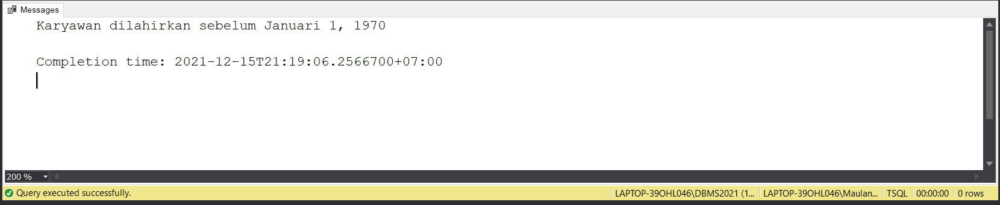 Messages
Karyawan dilahirkan sebelum Januari 1, 1970
Completion time: 2021-12-15T21:19:06.2566700+07:00
200 %
Query executed successfully.
LAPTOP-39OHL046\DBMS2021 (1... LAPTOP-39OHL046\Maulan... TSQL 00:00:00 0 rows